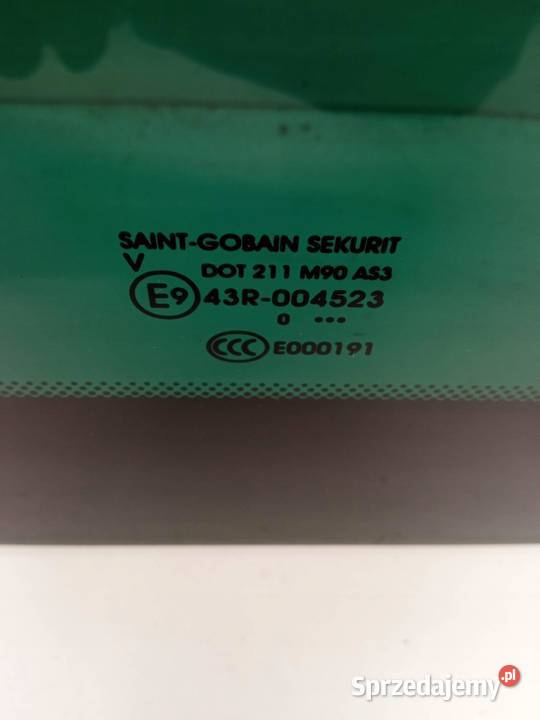 SAINT-GOBAIN SEKURIT
V
DOT 211 M90 AS3
E9 43R-004523
0 •••
CCC E000191
Sprzedajemy.pl